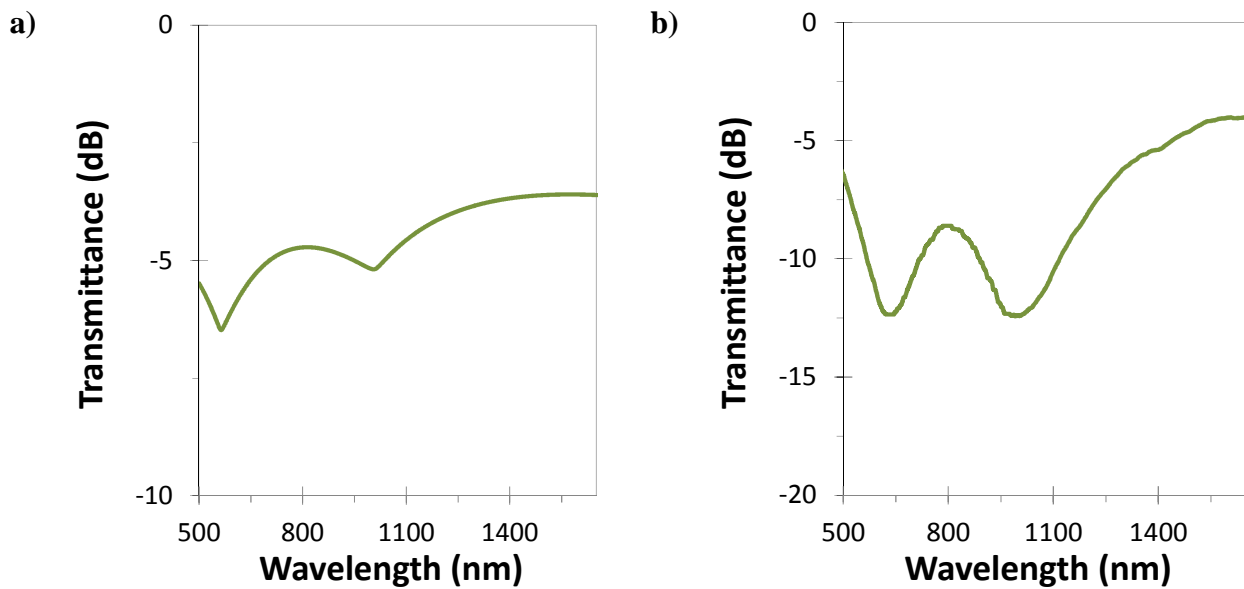 a)
0
-5
-10
Transmittance (dB)
500 800 1100 1400
Wavelength (nm)
b)
0
-5
-10
-15
-20
Transmittance (dB)
500 800 1100 1400
Wavelength (nm)